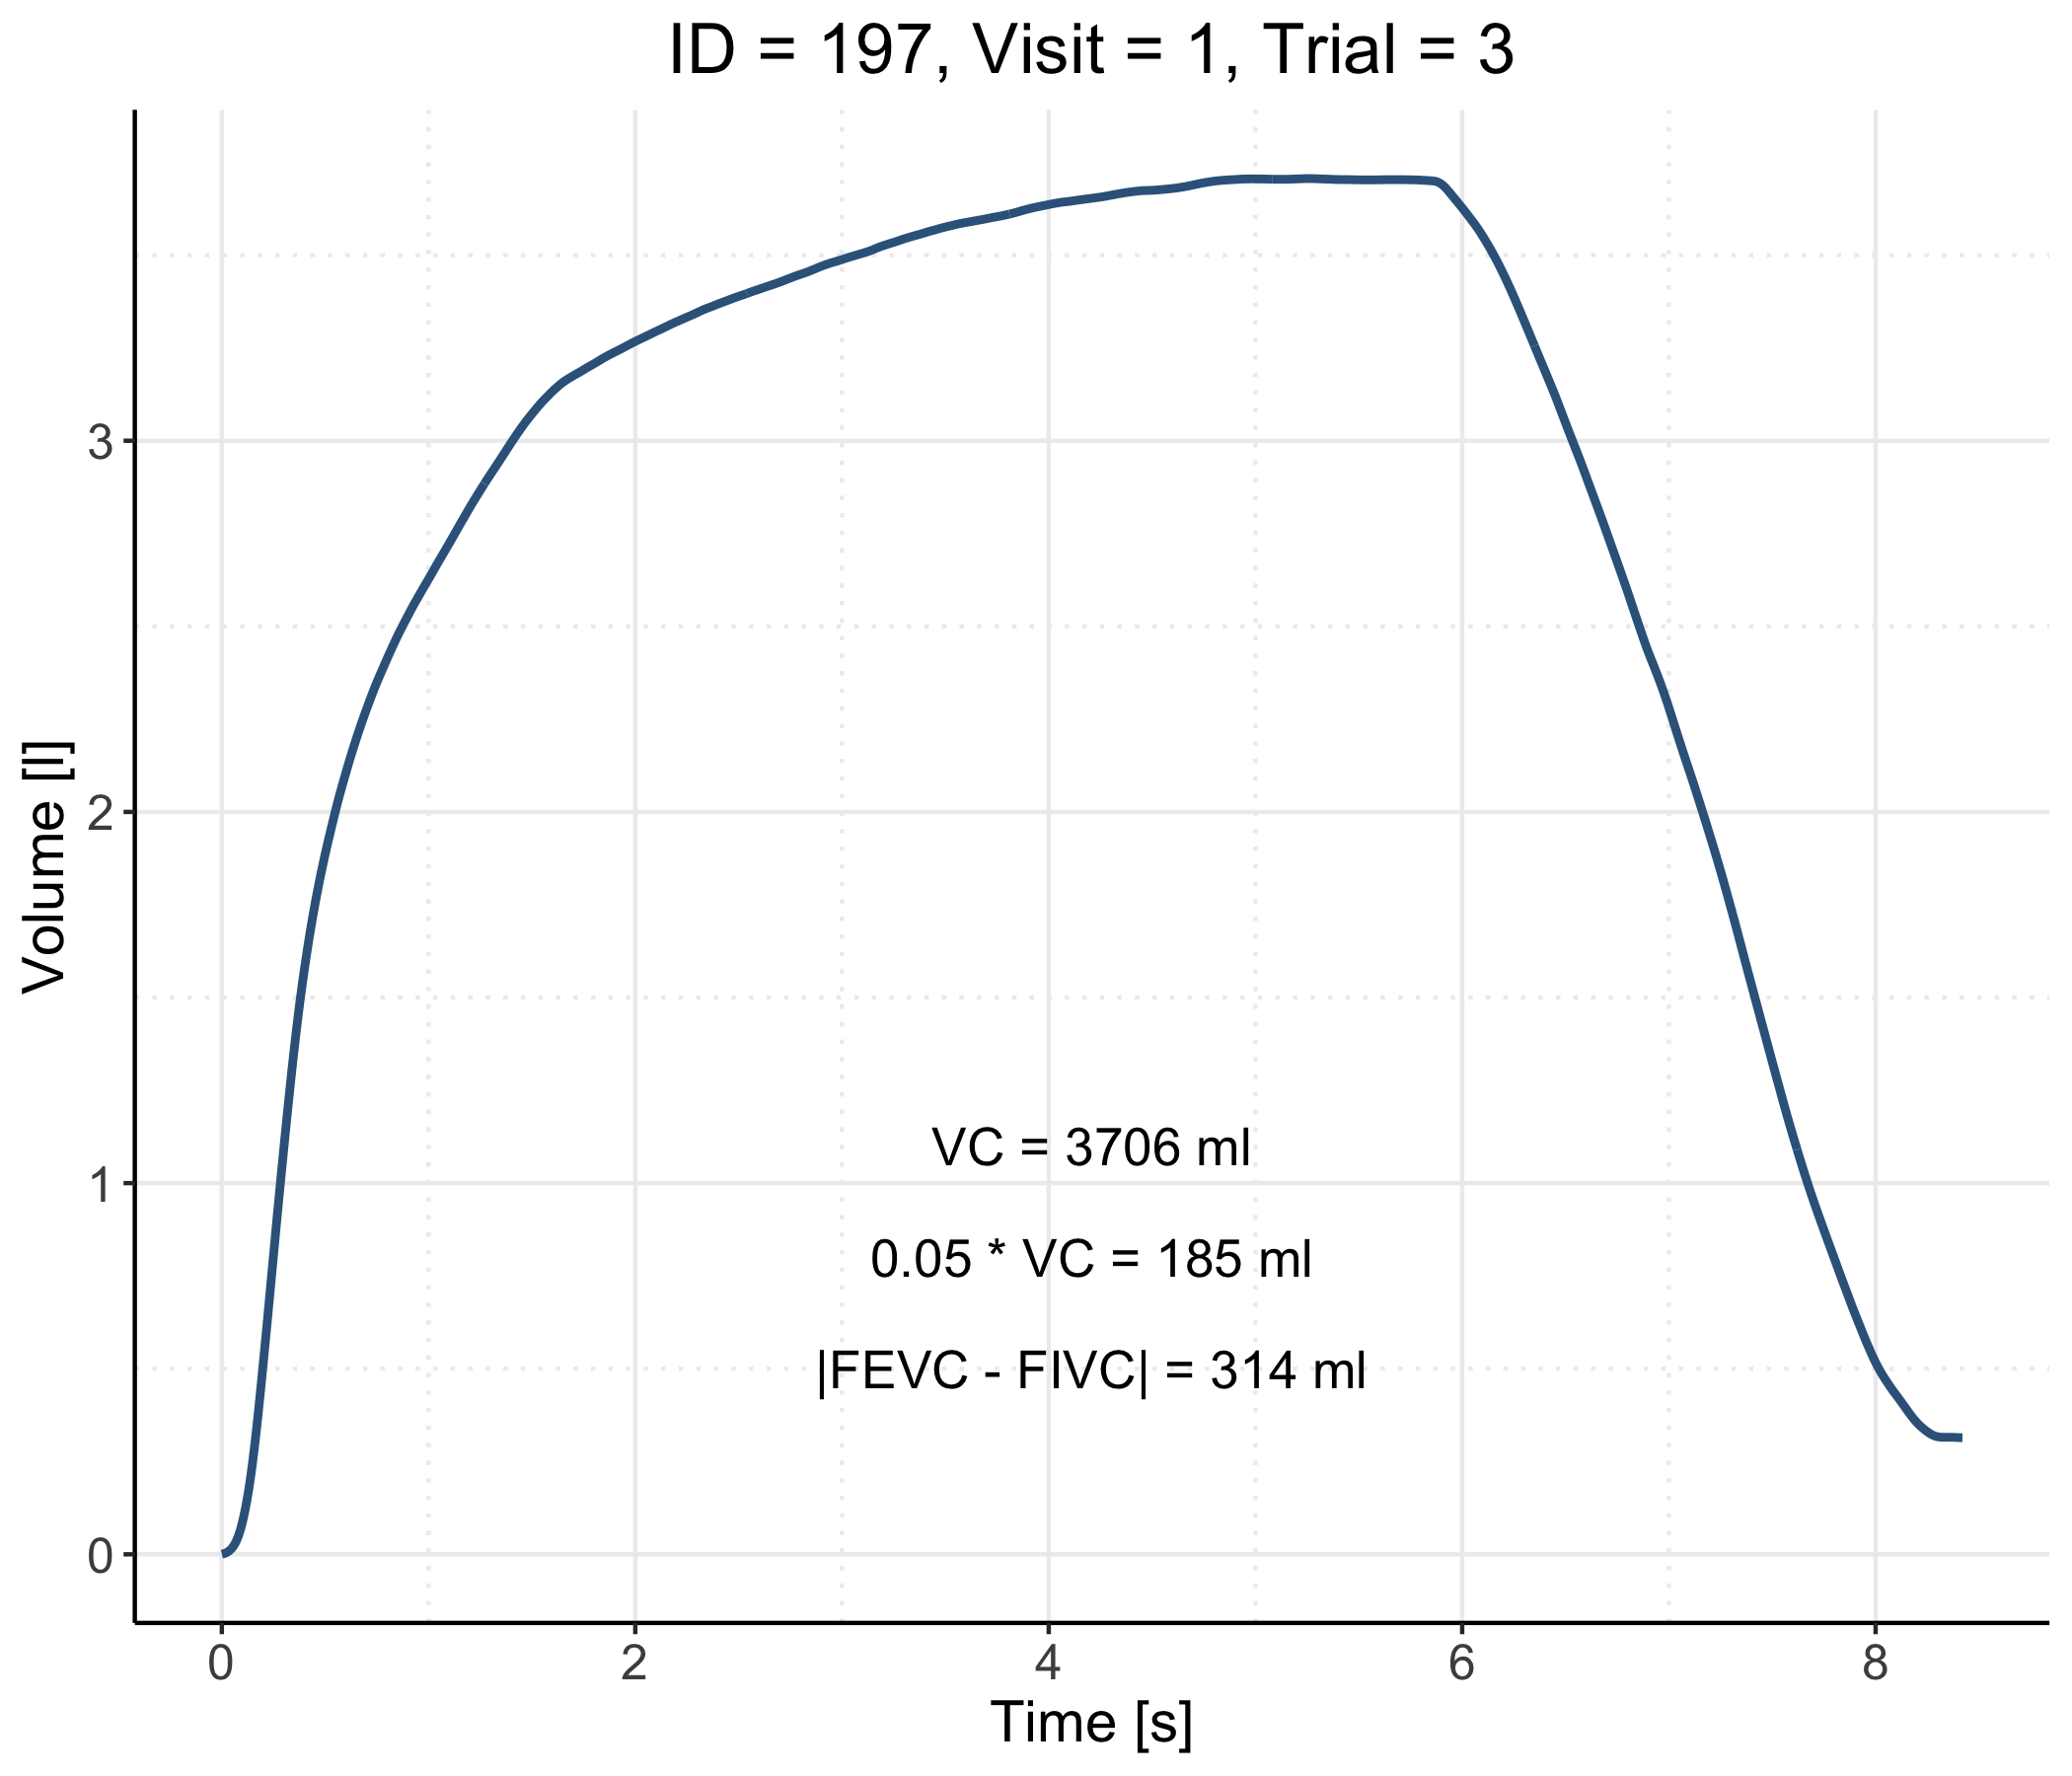 ID = 197, Visit = 1, Trial = 3
3
2
1
0
Volume [l]
VC = 3706 ml
0.05 * VC = 185 ml
|FEVC - FIVC| = 314 ml
0 2 4 6 8
Time [s]